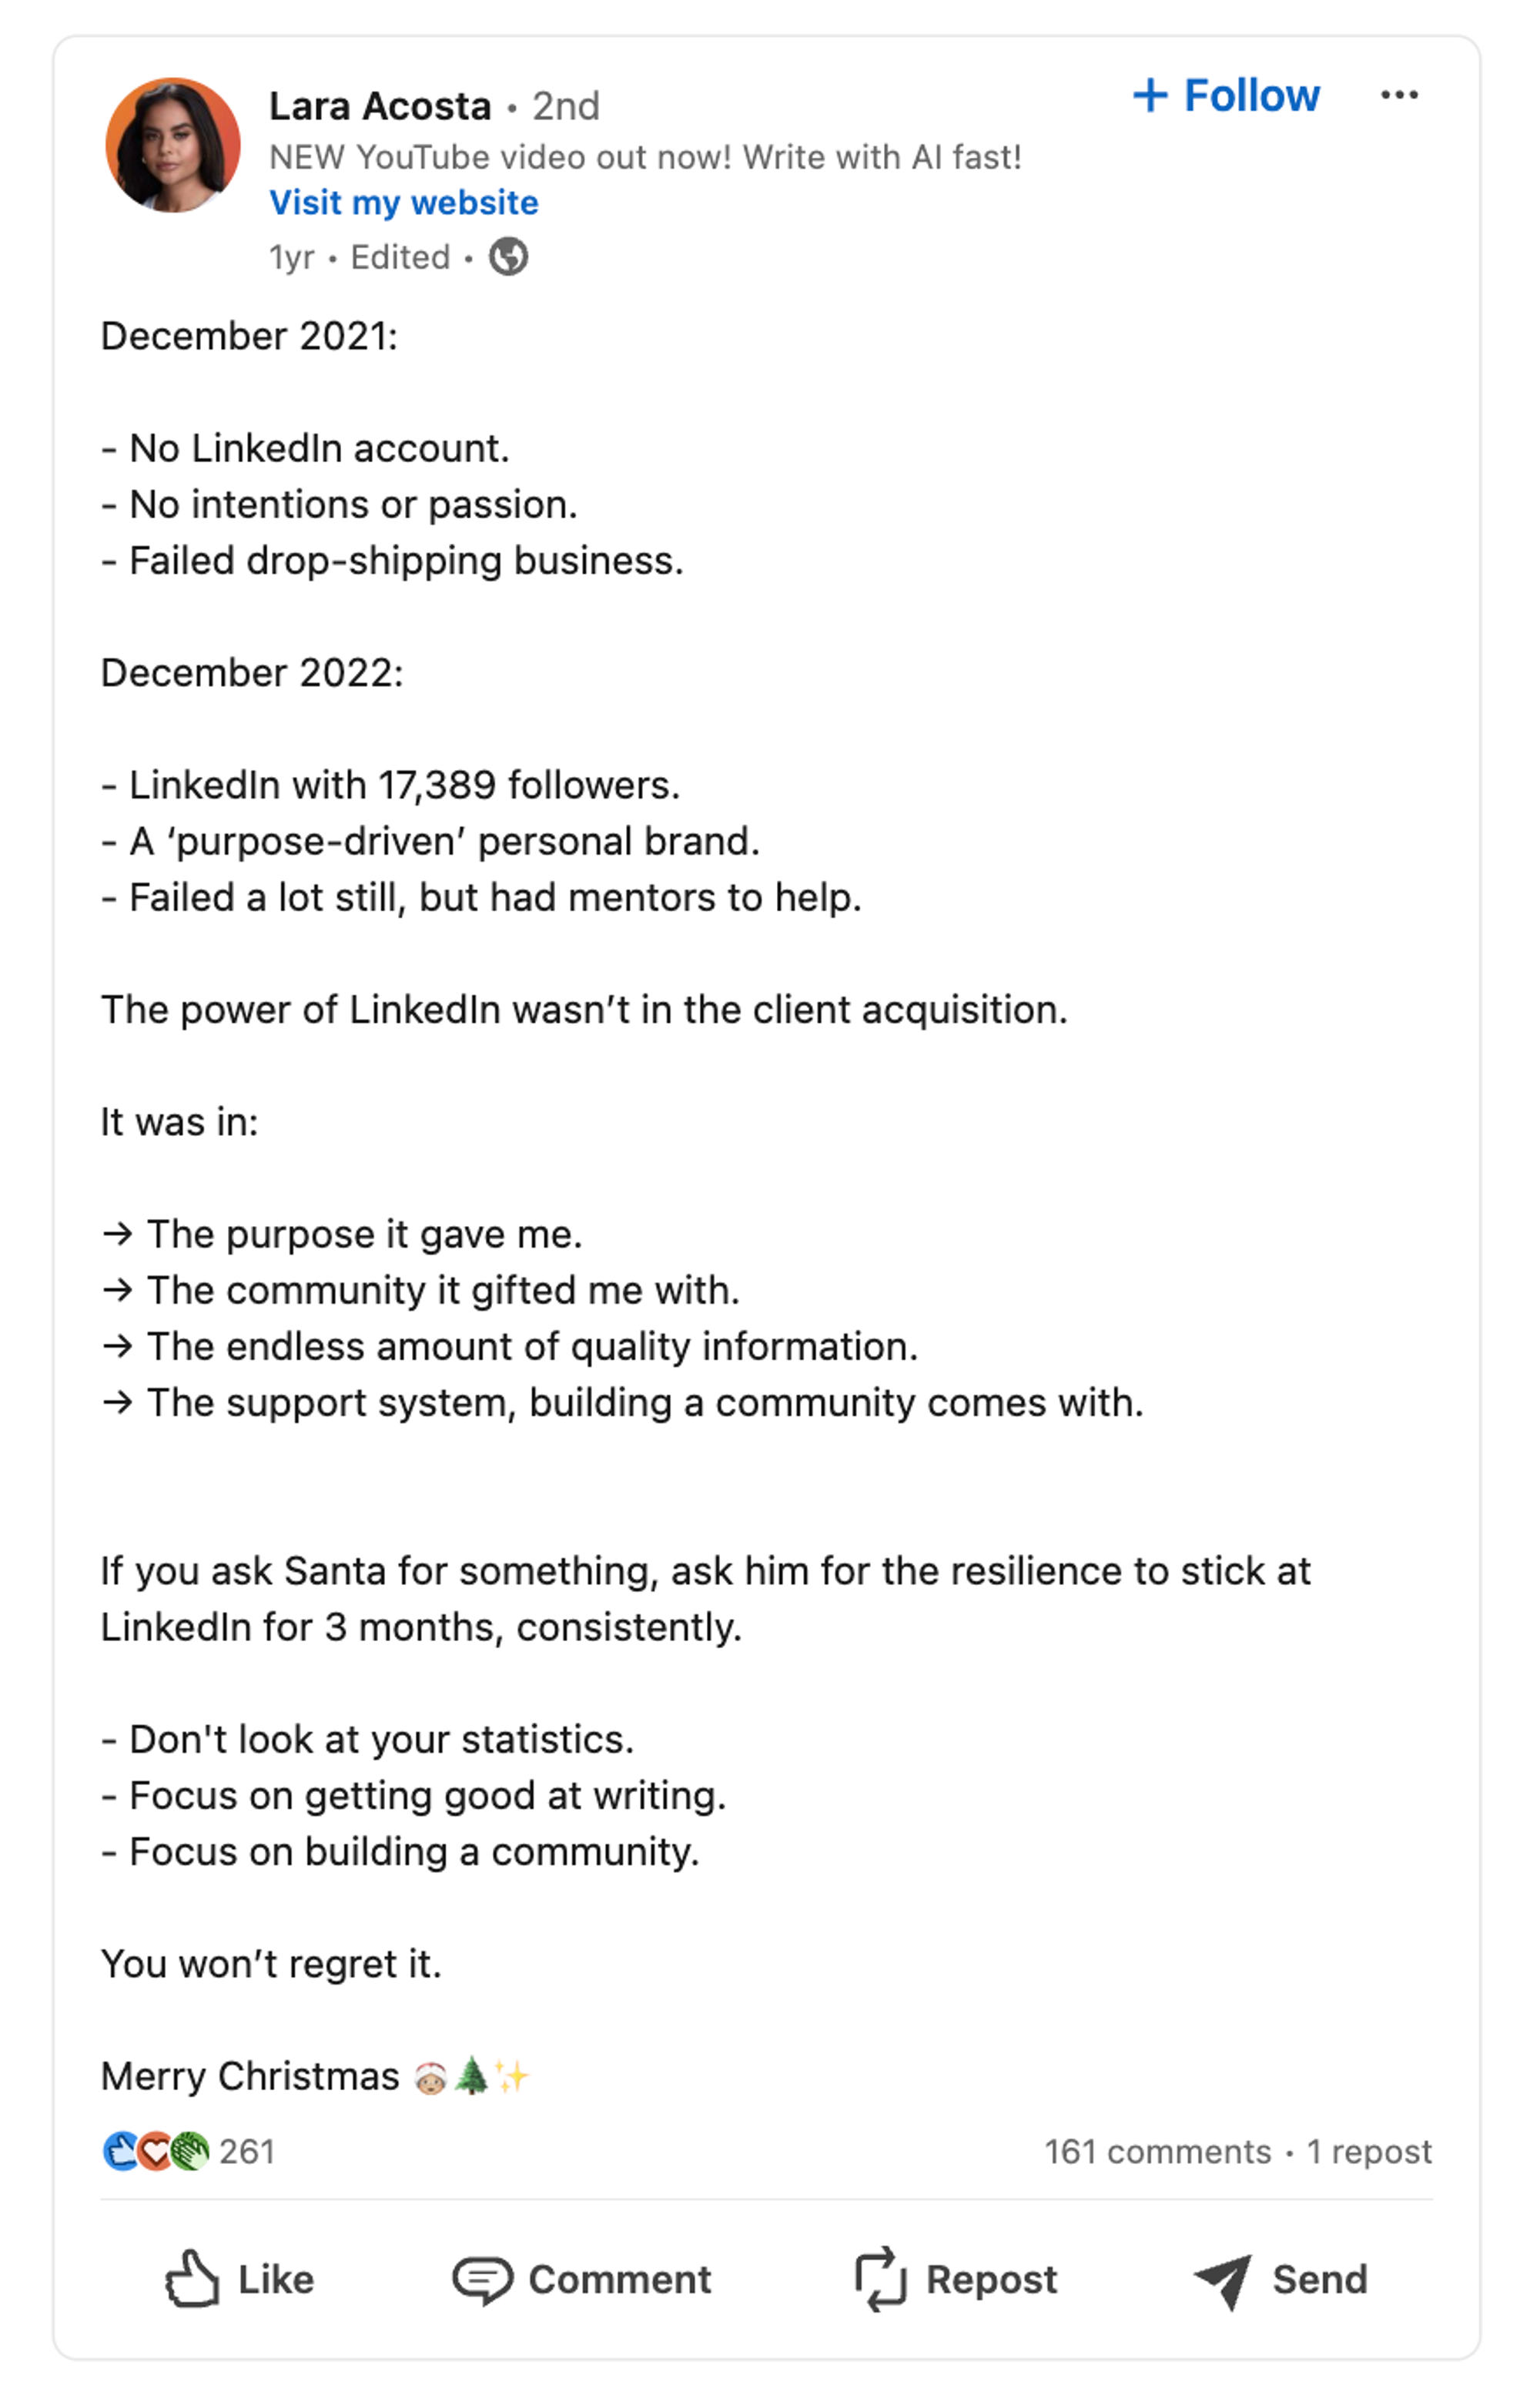 Lara Acosta • 2nd
+ Follow
NEW YouTube video out now! Write with AI fast!
Visit my website
1yr • Edited •
December 2021:
- No LinkedIn account.
- No intentions or passion.
- Failed drop-shipping business.
December 2022:
- LinkedIn with 17,389 followers.
- A ‘purpose-driven’ personal brand.
- Failed a lot still, but had mentors to help.
The power of LinkedIn wasn’t in the client acquisition.
It was in:
→ The purpose it gave me.
→ The community it gifted me with.
→ The endless amount of quality information.
→ The support system, building a community comes with.
If you ask Santa for something, ask him for the resilience to stick at
LinkedIn for 3 months, consistently.
- Don't look at your statistics.
- Focus on getting good at writing.
- Focus on building a community.
You won’t regret it.
Merry Christmas 🤶🏼🎄✨
261
161 comments • 1 repost
Like
Comment
Repost
Send